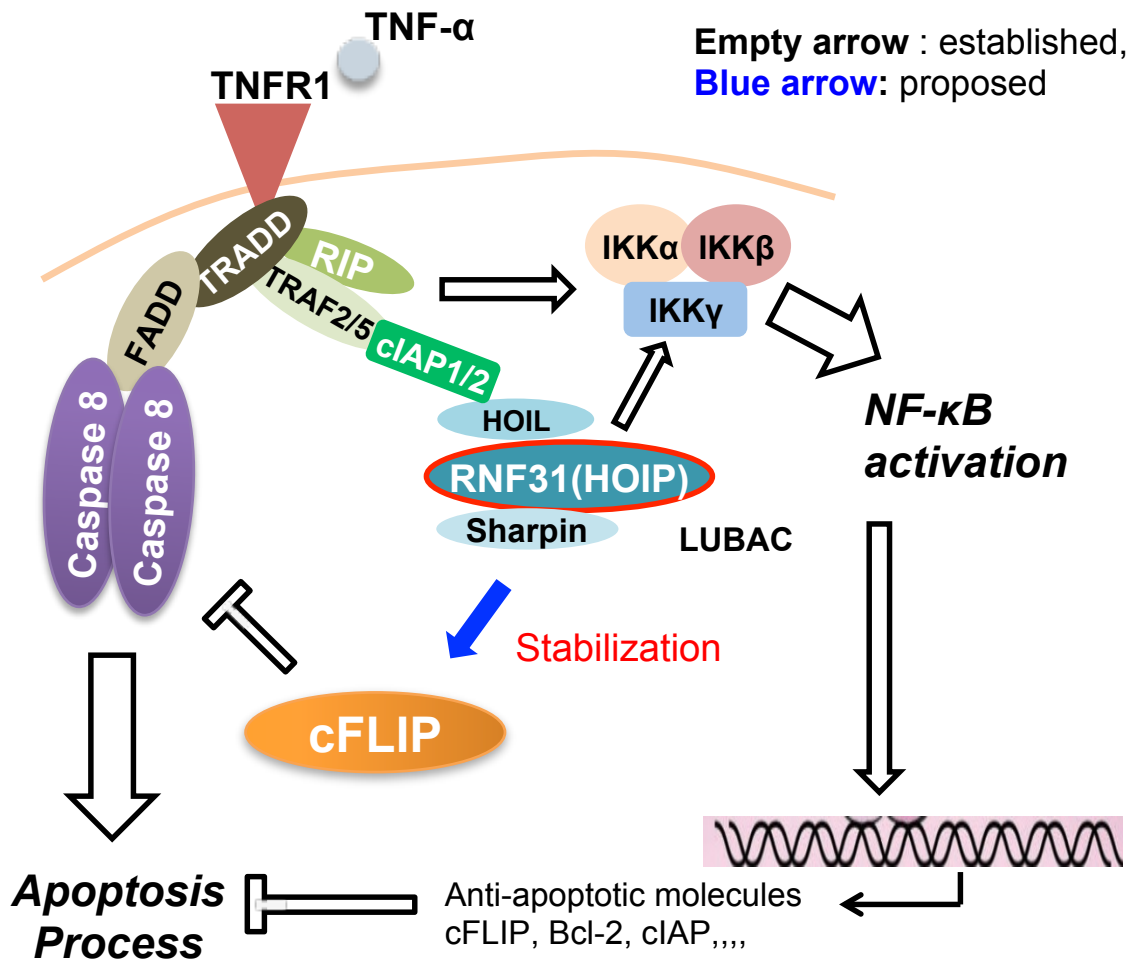 TNF-α
Empty arrow : established,
Blue arrow: proposed
TNFR1
TRADD
RIP
TRAF2/5
cIAP1/2
FADD
Caspase 8
Caspase 8
IKKα
IKKβ
IKKγ
HOIL
RNF31(HOIP)
Sharpin
LUBAC
NF-κB
activation
Stabilization
cFLIP
Apoptosis
Process
Anti-apoptotic molecules
cFLIP, Bcl-2, cIAP,,,,